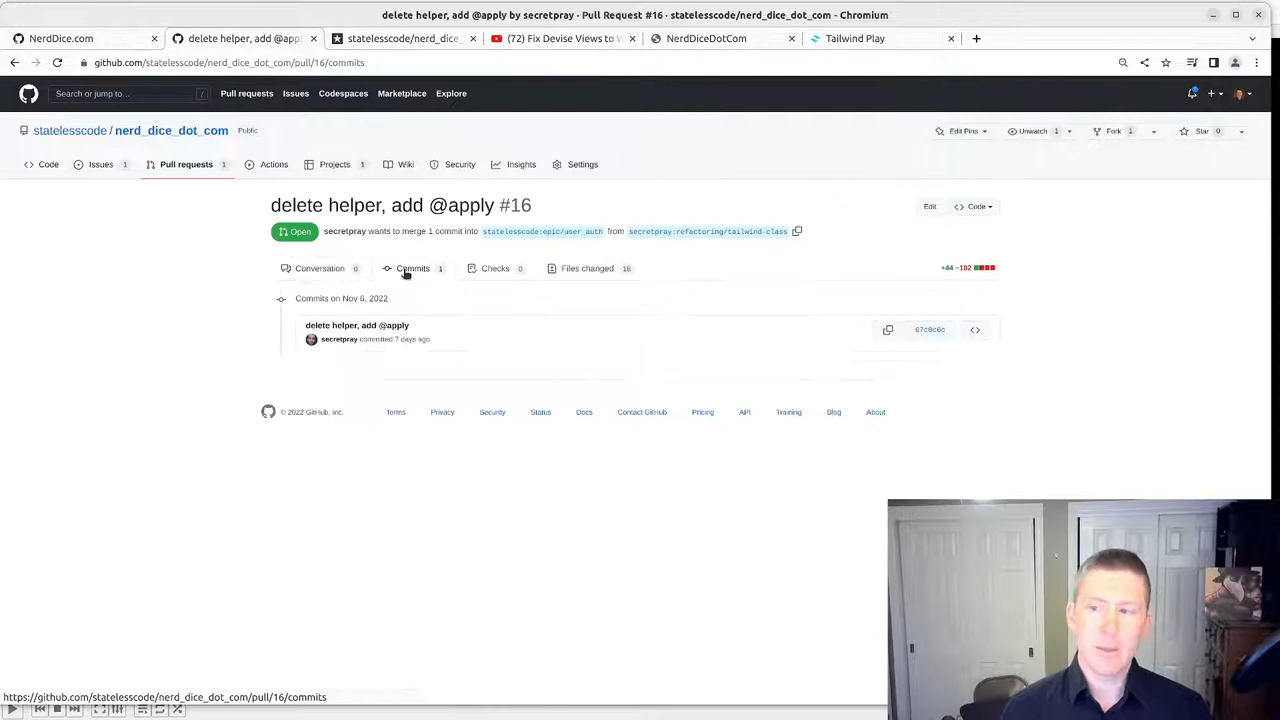 delete helper, add @apply by secretpray · Pull Request #16 · statelesscode/nerd_dice_dot_com - Chromium
NerdDice.com
delete helper, add @appl
statelesscode/nerd_dice_
(72) Fix Devise Views to W
NerdDiceDotCom
Tailwind Play
github.com/statelesscode/nerd_dice_dot_com/pull/16/commits
Search or jump to...
/
Pull requests
Issues
Codespaces
Marketplace
Explore
statelesscode / nerd_dice_dot_com
Public
Edit Pins
Unwatch 1
Fork 1
Star 0
Code
Issues 1
Pull requests 1
Actions
Projects 1
Wiki
Security
Insights
Settings
delete helper, add @apply #16
Edit
Code
Open
secretpray wants to merge 1 commit into statelesscode:epic/user_auth from secretpray:refactoring/tailwind-class
Conversation 0
Commits 1
Checks 0
Files changed 16
+44 −102
Commits on Nov 6, 2022
delete helper, add @apply
67c0c6c
secretpray committed 7 days ago
© 2022 GitHub, Inc.
Terms
Privacy
Security
Status
Docs
Contact GitHub
Pricing
API
Training
Blog
About
https://github.com/statelesscode/nerd_dice_dot_com/pull/16/commits